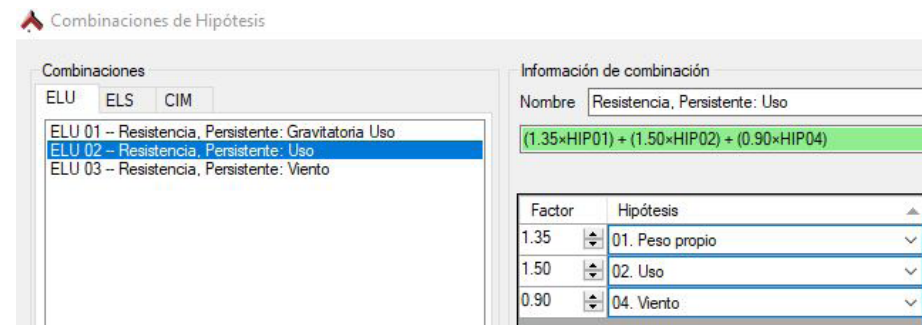 Combinaciones de Hipótesis
Combinaciones
ELU ELS CIM
ELU 01 -- Resistencia, Persistente: Gravitatoria Uso
ELU 02 -- Resistencia, Persistente: Uso
ELU 03 -- Resistencia, Persistente: Viento
Información de combinación
Nombre Resistencia, Persistente: Uso
(1.35×HIP01) + (1.50×HIP02) + (0.90×HIP04)
Factor Hipótesis
1.35 01. Peso propio
1.50 02. Uso
0.90 04. Viento